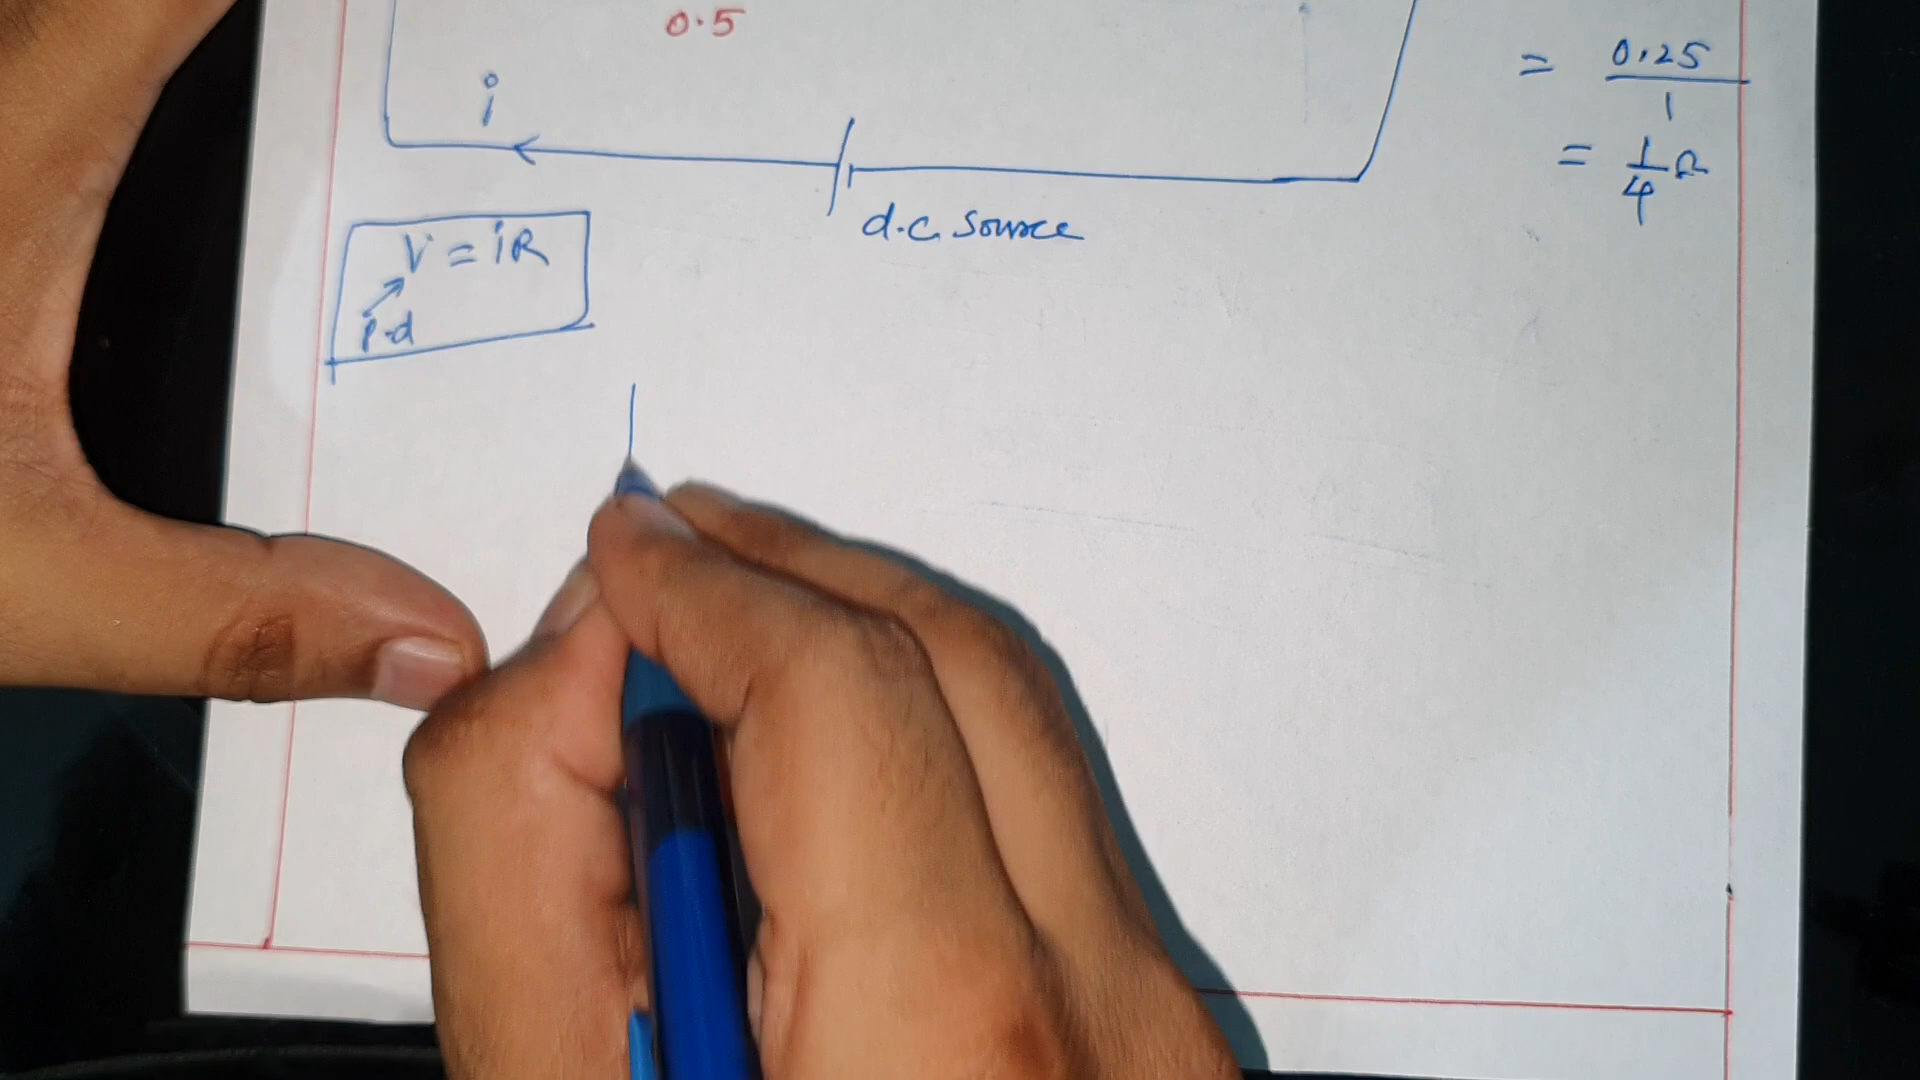 0.5
i
d.c. source
V = iR
p.d
= 0.25
1
= 1
4 Ω